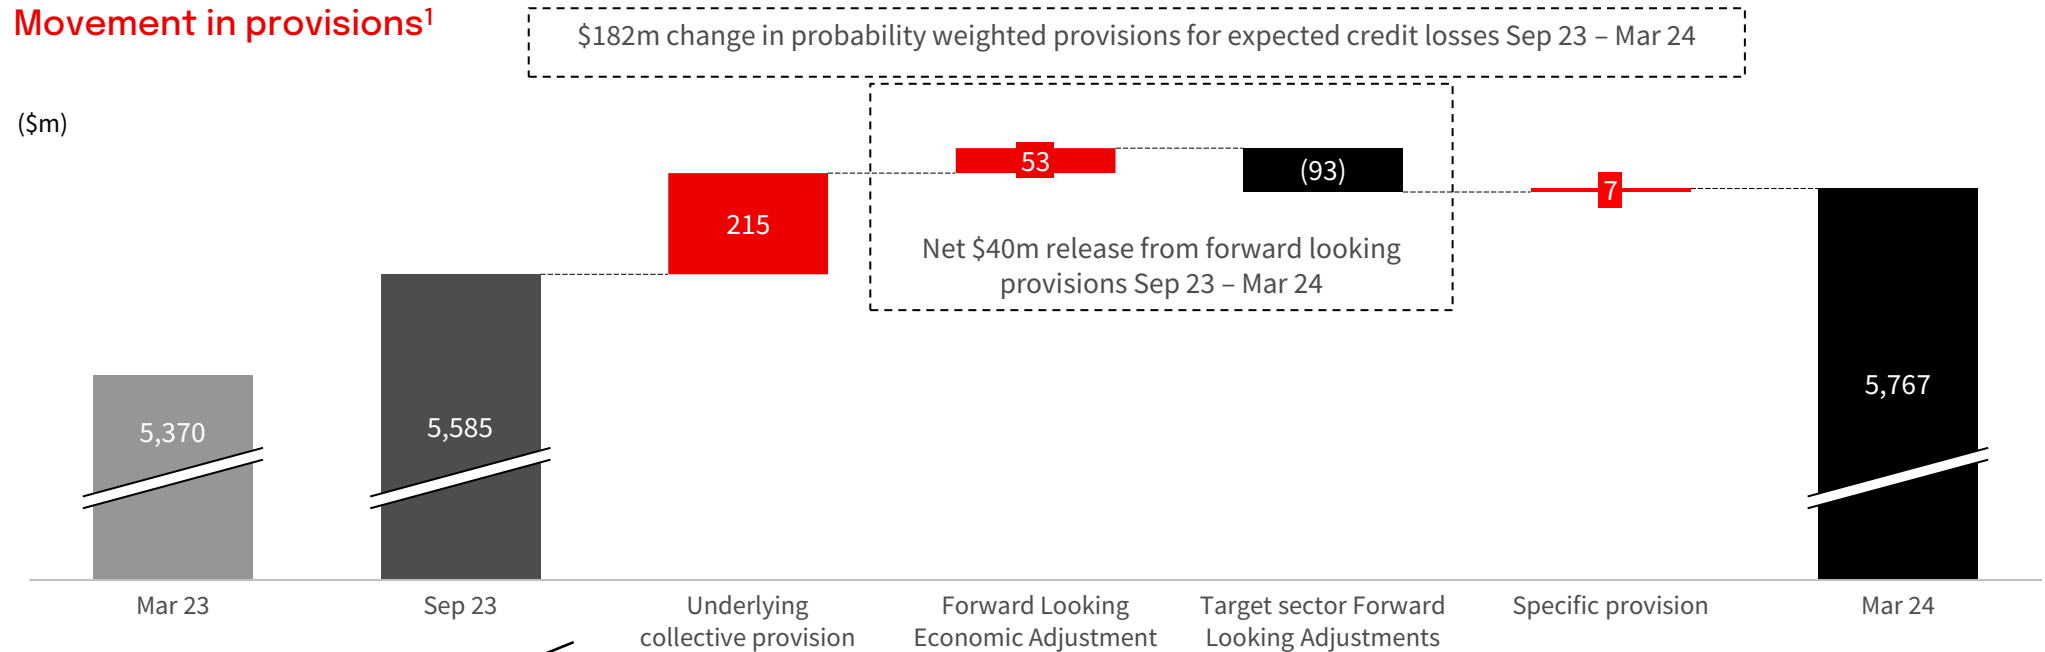 Movement in provisions¹
$182m change in probability weighted provisions for expected credit losses Sep 23 – Mar 24
($m)
53
(93)
7
215
Net $40m release from forward looking
provisions Sep 23 – Mar 24
5,370
5,585
5,767
Mar 23
Sep 23
Underlying
collective provision
Forward Looking
Economic Adjustment
Target sector Forward
Looking Adjustments
Specific provision
Mar 24